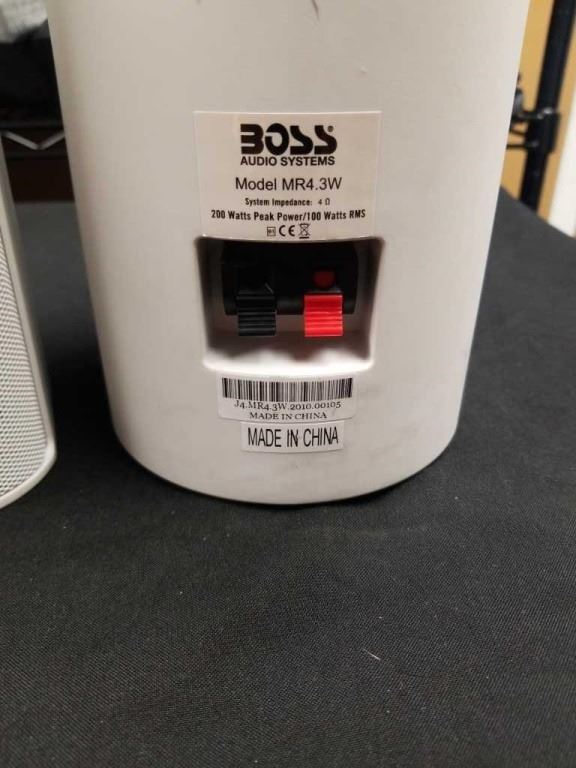 BOSS
AUDIO SYSTEMS
Model MR4.3W
System Impedance: 4 Ω
200 Watts Peak Power/100 Watts RMS
CE
J4.MR4.3W.2010.00105
MADE IN CHINA
MADE IN CHINA